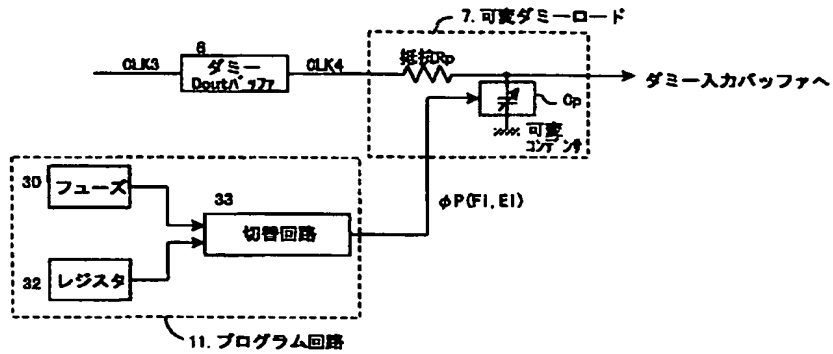 7. 可変ダミーロード
CLK3
6
ダミー
Doutバッファ
CLK4
抵抗Rp
ダミー入力バッファへ
Cp
可変
コンデンサ
30
フューズ
33
切替回路
φP(FI, EI)
32
レジスタ
11. プログラム回路